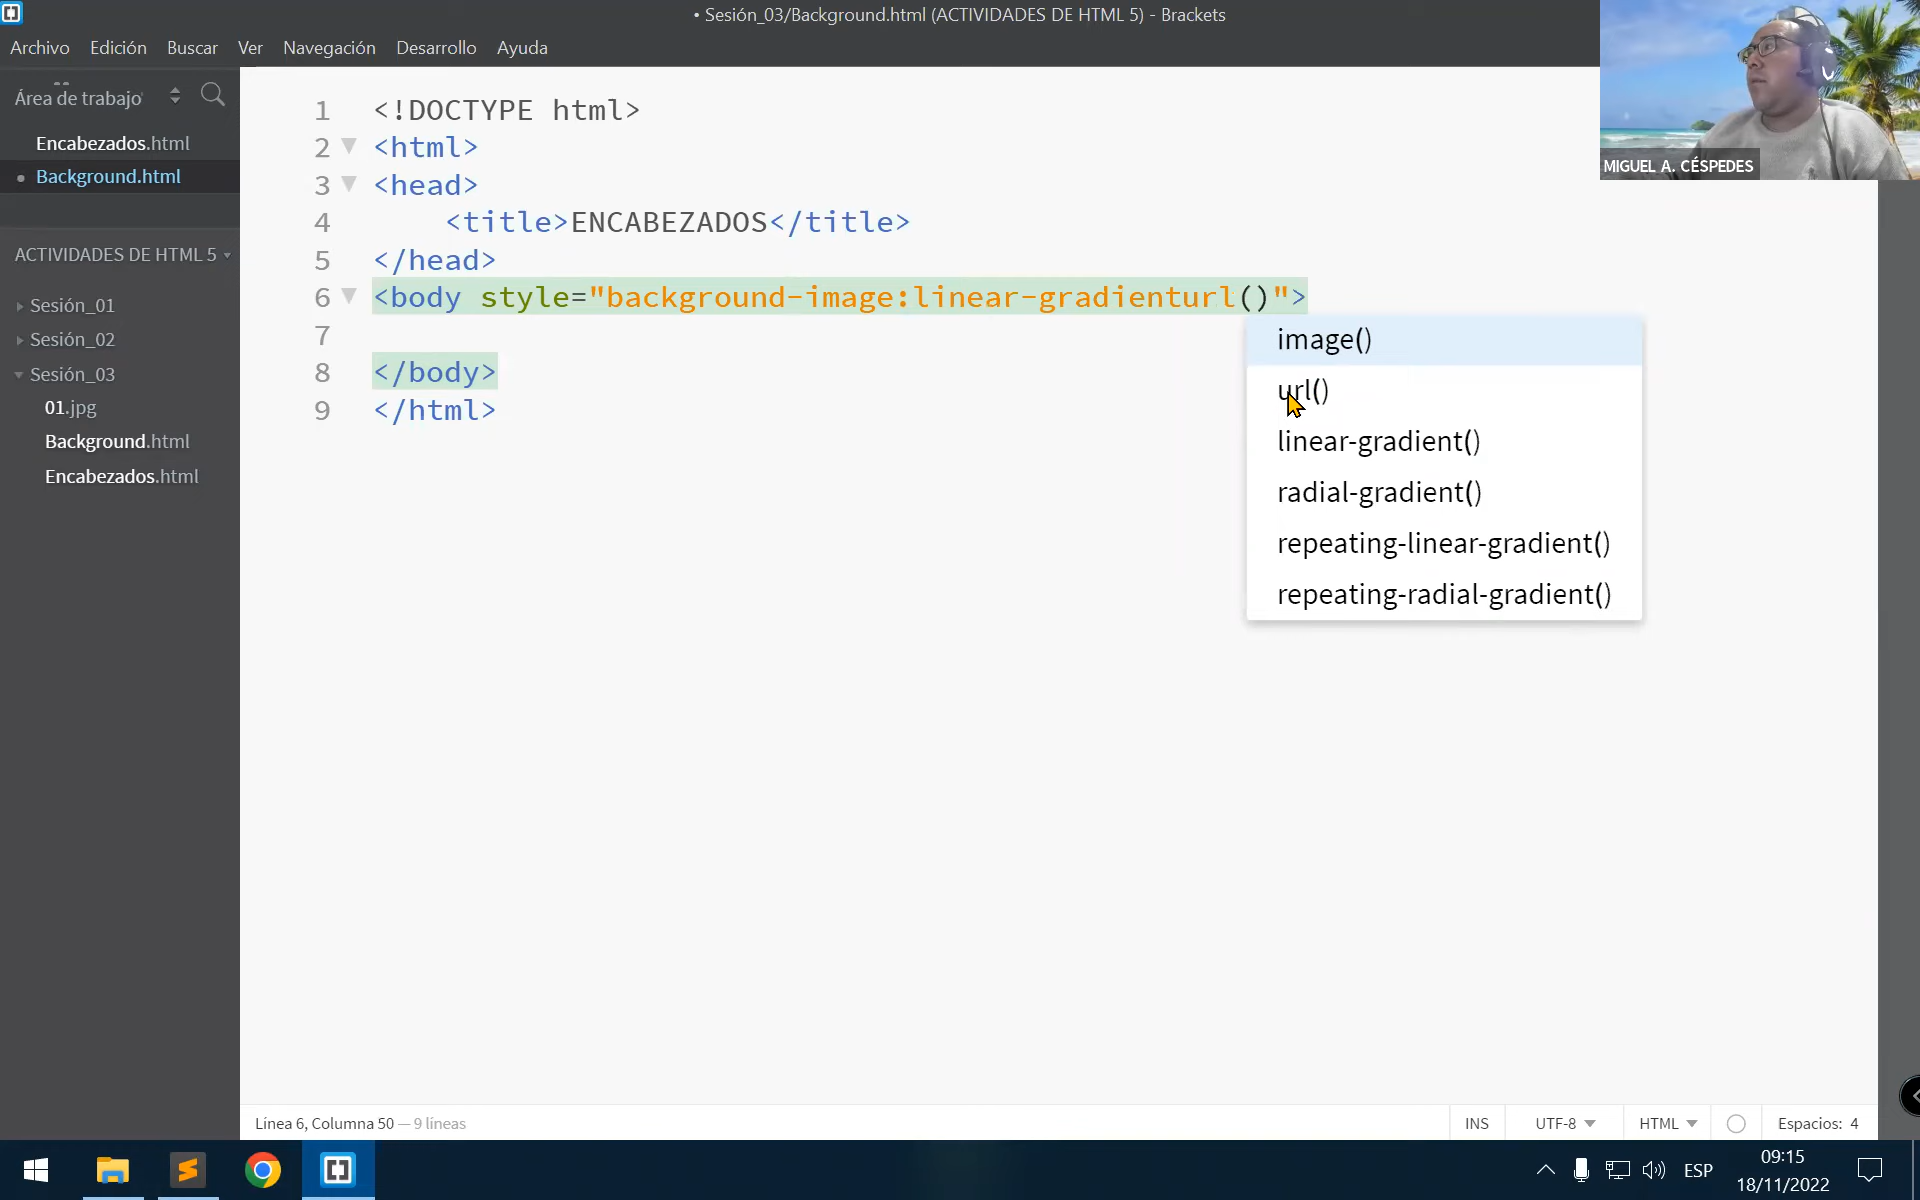 • Sesión_03/Background.html (ACTIVIDADES DE HTML 5) - Brackets
Archivo Edición Buscar Ver Navegación Desarrollo Ayuda
MIGUEL A. CÉSPEDES
Área de trabajo
Encabezados.html
• Background.html
ACTIVIDADES DE HTML 5
Sesión_01
Sesión_02
Sesión_03
01.jpg
Background.html
Encabezados.html
1 <!DOCTYPE html>
2 <html>
3 <head>
4 <title>ENCABEZADOS</title>
5 </head>
6 <body style="background-image:linear-gradienturl()">
7
8 </body>
9 </html>
image()
url()
linear-gradient()
radial-gradient()
repeating-linear-gradient()
repeating-radial-gradient()
Línea 6, Columna 50 — 9 líneas
INS UTF-8 HTML Espacios: 4
ESP
09:15
18/11/2022